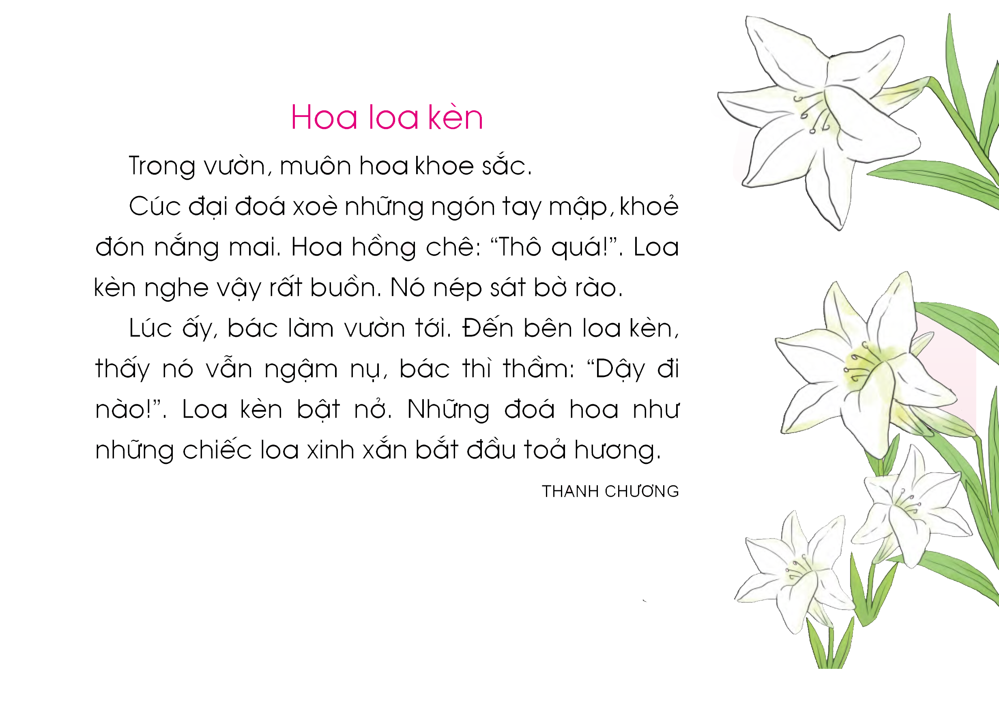 Hoa loa kèn
Trong vườn, muôn hoa khoe sắc.
Cúc đại đoá xoè những ngón tay mập, khoẻ
đón nắng mai. Hoa hồng chê: “Thô quá!”. Loa
kèn nghe vậy rất buồn. Nó nép sát bờ rào.
Lúc ấy, bác làm vườn tới. Đến bên loa kèn,
thấy nó vẫn ngậm nụ, bác thì thầm: “Dậy đi
nào!”. Loa kèn bật nở. Những đoá hoa như
những chiếc loa xinh xắn bắt đầu toả hương.
THANH CHƯƠNG